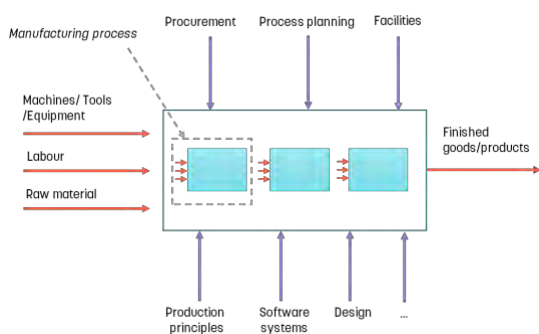 Procurement
Process planning
Facilities
Manufacturing process
Machines/ Tools
/Equipment
Labour
Raw material
Finished
goods/products
Production
principles
Software
systems
Design
...